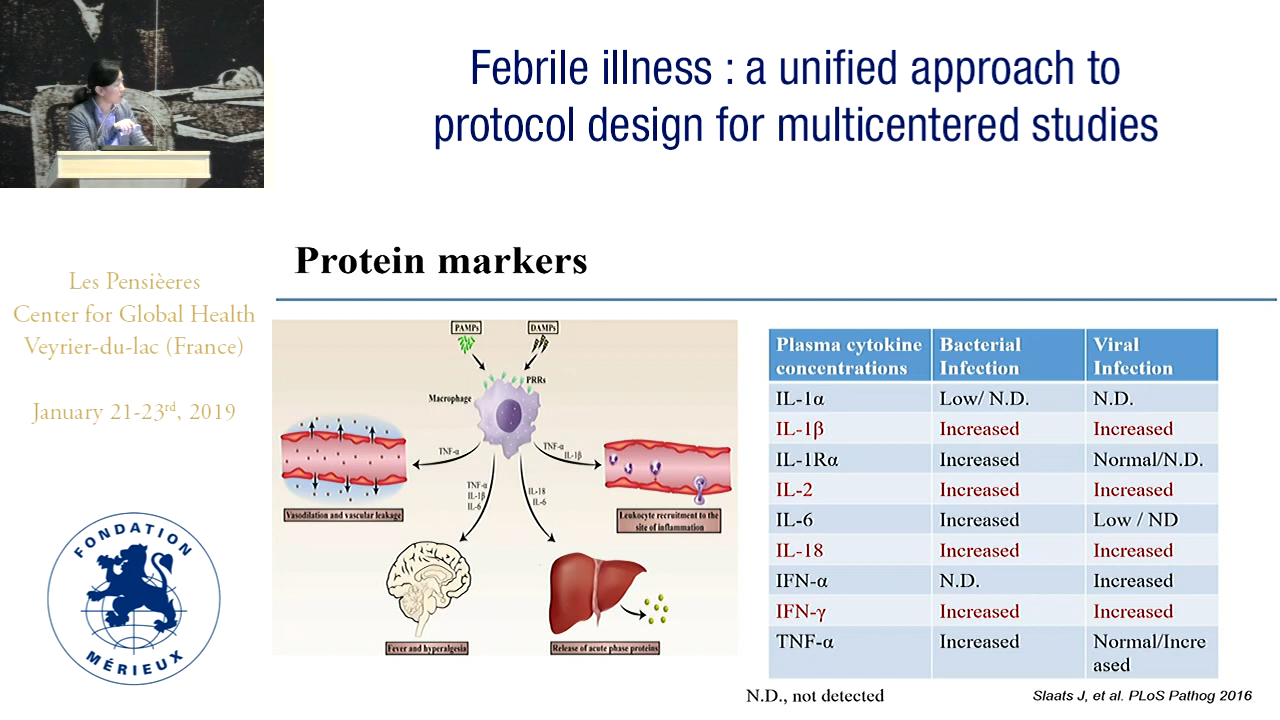 Febrile illness : a unified approach to
protocol design for multicentered studies
Les Pensièeres
Center for Global Health
Veyrier-du-lac (France)
January 21-23rd, 2019
FONDATION
MÉRIEUX
Protein markers
PAMPs
DAMPs
PRRs
Macrophage
TNF-α
TNF-α
IL-1β
TNF-α
IL-1β
IL-6
IL-18
IL-6
Vasodilation and vascular leakage
Leukocyte recruitment to the
site of inflammation
Fever and hyperalgesia
Release of acute phase proteins
Plasma cytokine
concentrations
Bacterial
Infection
Viral
Infection
IL-1α Low/ N.D. N.D.
IL-1β Increased Increased
IL-1Rα Increased Normal/N.D.
IL-2 Increased Increased
IL-6 Increased Low / ND
IL-18 Increased Increased
IFN-α N.D. Increased
IFN-γ Increased Increased
TNF-α Increased Normal/Incre
ased
N.D., not detected
Slaats J, et al. PLoS Pathog 2016